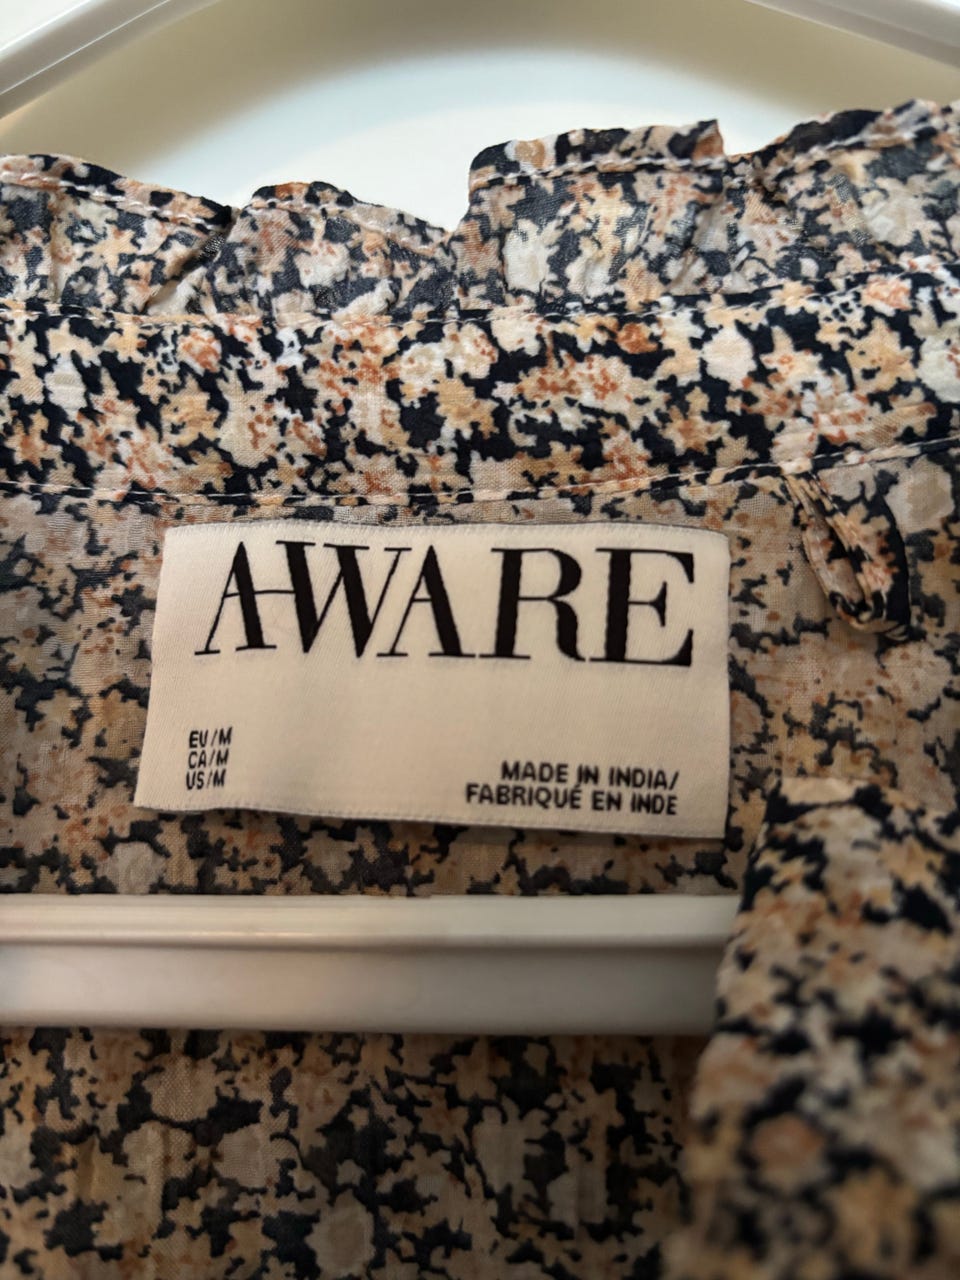 AWARE
EU/M
CA/M
US/M
MADE IN INDIA/
FABRIQUÉ EN INDE